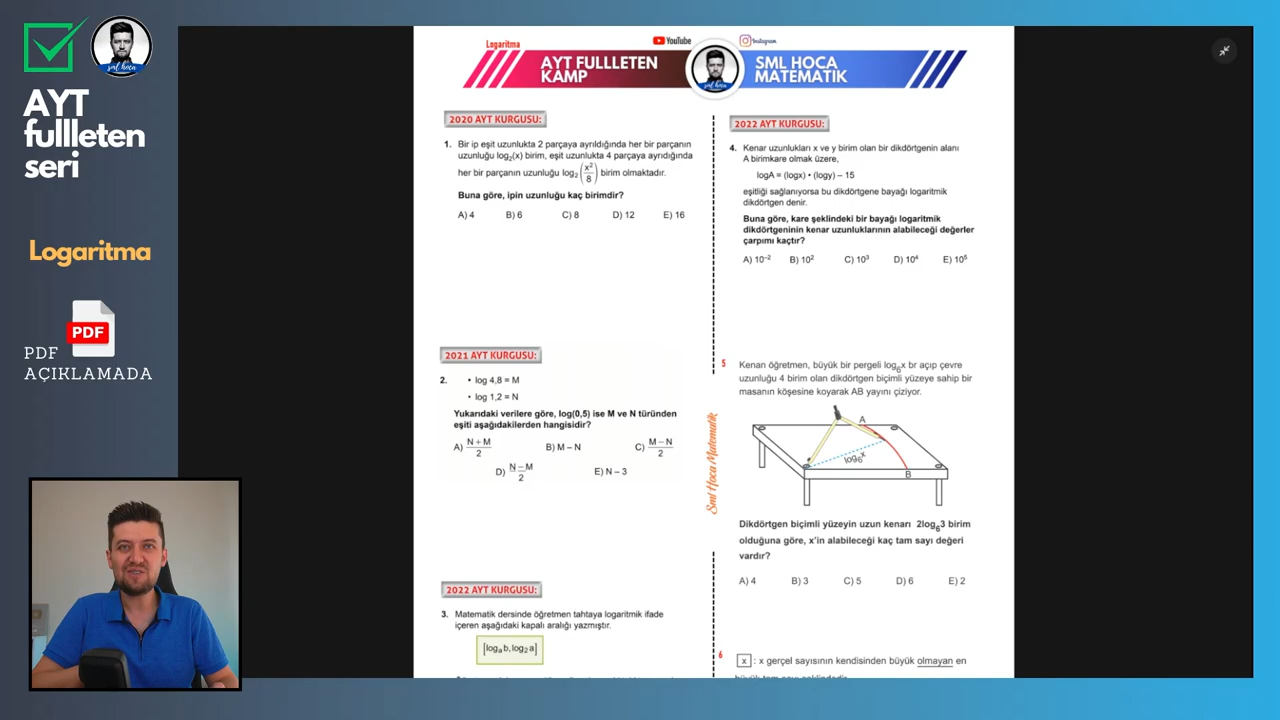 AYT
fullleten
seri
Logaritma
PDF
PDF
AÇIKLAMADA
sml hoca
Logaritma
YouTube
Instagram
AYT FULLLETEN
KAMP
SML HOCA
MATEMATIK
sml hoca
2020 AYT KURGUSU:
1. Bir ip eşit uzunlukta 2 parçaya ayrıldığında her bir parçanın
uzunluğu log₂(x) birim, eşit uzunlukta 4 parçaya ayrıdığında
her bir parçanın uzunluğu log₂(x²/8) birim olmaktadır.
Buna göre, ipin uzunluğu kaç birimdir?
A) 4 B) 6 C) 8 D) 12 E) 16
2021 AYT KURGUSU:
2. • log 4,8 = M
• log 1,2 = N
Yukarıdaki verilere göre, log(0,5) ise M ve N türünden
eşiti aşağıdakilerden hangisidir?
A) N + M / 2 B) M – N C) M – N / 2
D) N – M / 2 E) N – 3
2022 AYT KURGUSU:
3. Matematik dersinde öğretmen tahtaya logaritmik ifade
içeren aşağıdaki kapalı aralığı yazmıştır.
[logₐb, log₂a]
Sml Hoca Matematik
2022 AYT KURGUSU:
4. Kenar uzunlukları x ve y birim olan bir dikdörtgenin alanı
A birimkare olmak üzere,
logA = (logx) • (logy) – 15
eşitliği sağlanıyorsa bu dikdörtgene bayağı logaritmik
dikdörtgen denir.
Buna göre, kare şeklindeki bir bayağı logaritmik
dikdörtgeninin kenar uzunluklarının alabileceği değerler
çarpımı kaçtır?
A) 10⁻² B) 10² C) 10³ D) 10⁴ E) 10⁵
5 Kenan öğretmen, büyük bir pergeli log₆x br açıp çevre
uzunluğu 4 birim olan dikdörtgen biçimli yüzeye sahip bir
masanın köşesine koyarak AB yayını çiziyor.
A
log₆x
B
Dikdörtgen biçimli yüzeyin uzun kenarı 2log₆3 birim
olduğuna göre, x'in alabileceği kaç tam sayı değeri
vardır?
A) 4 B) 3 C) 5 D) 6 E) 2
6 x : x gerçel sayısının kendisinden büyük olmayan en